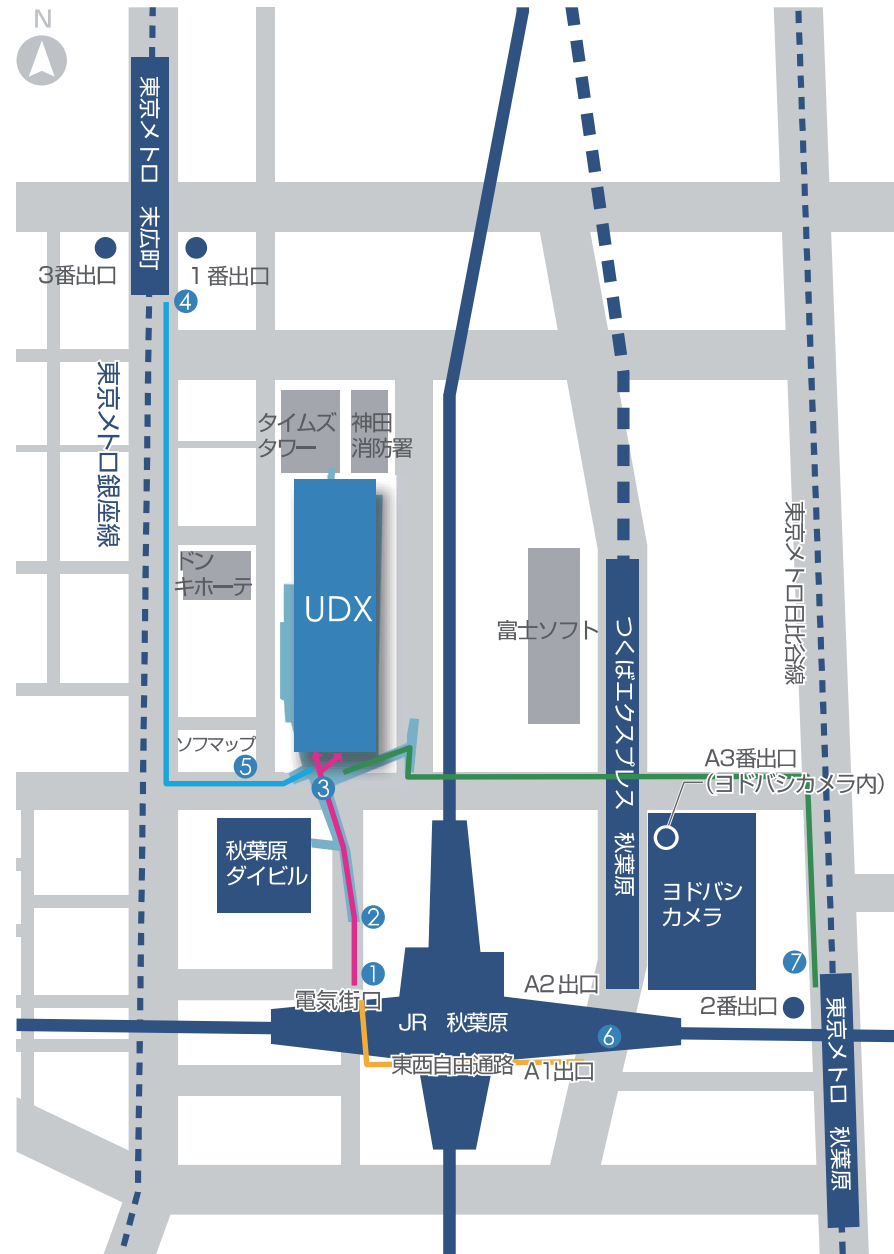 N
東京メトロ 末広町
3番出口
1番出口
4
東京メトロ銀座線
タイムズ
タワー
神田
消防署
ドン
キホーテ
UDX
富士ソフト
つくばエクスプレス 秋葉原
東京メトロ日比谷線
ソフマップ
5
3
A3番出口
(ヨドバシカメラ内)
秋葉原
ダイビル
ヨドバシ
カメラ
2
1
7
電気街口
A2出口
2番出口
JR 秋葉原
6
東西自由通路
A1出口
東京メトロ 秋葉原